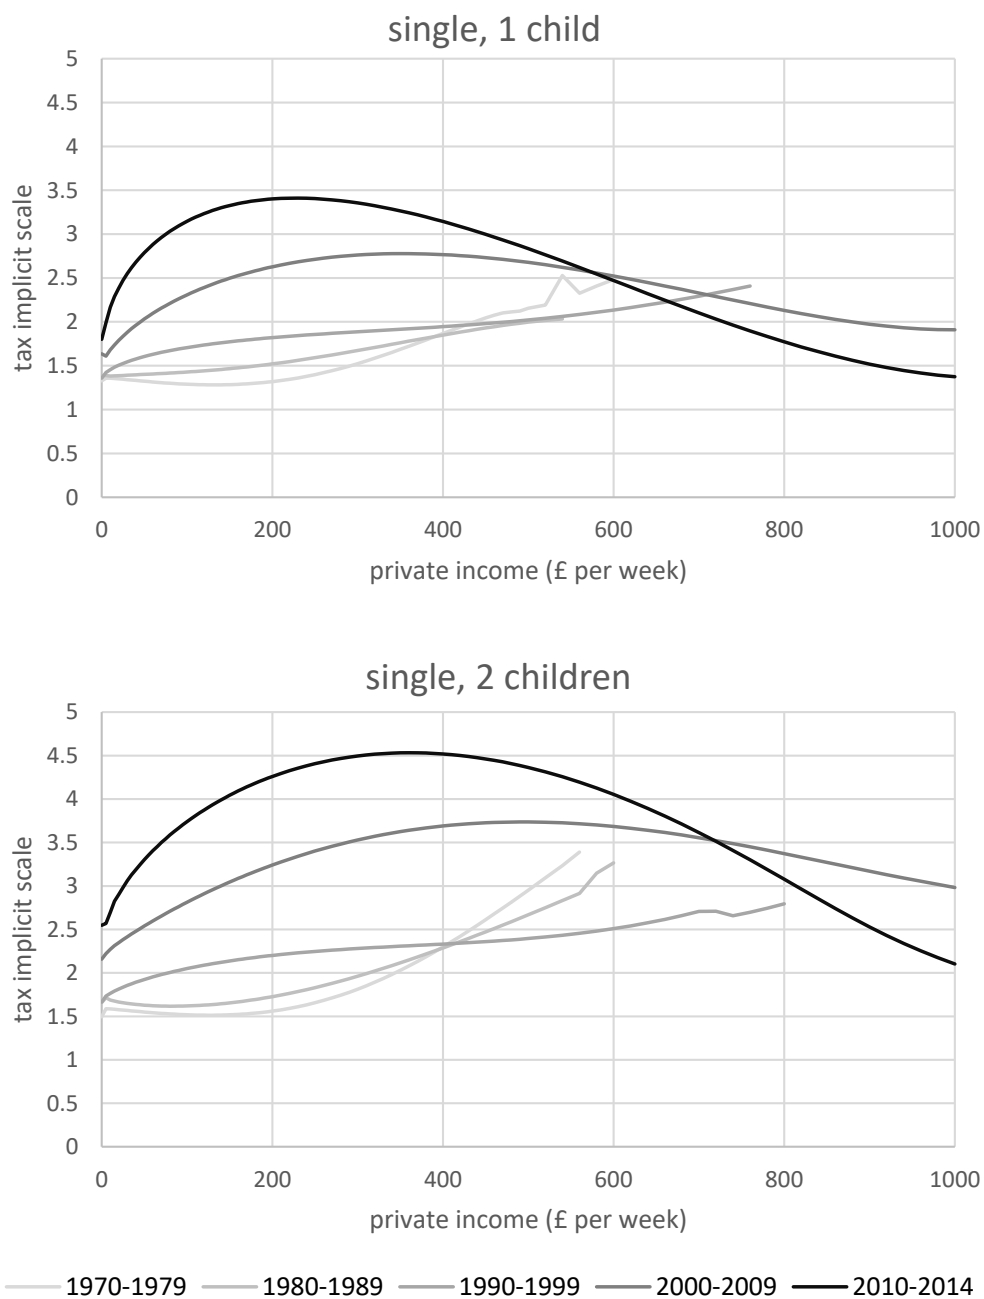 single, 1 child
5
4.5
4
3.5
3
2.5
2
1.5
1
0.5
0
tax implicit scale
0 200 400 600 800 1000
private income (£ per week)
single, 2 children
5
4.5
4
3.5
3
2.5
2
1.5
1
0.5
0
tax implicit scale
0 200 400 600 800 1000
private income (£ per week)
1970-1979 1980-1989 1990-1999 2000-2009 2010-2014